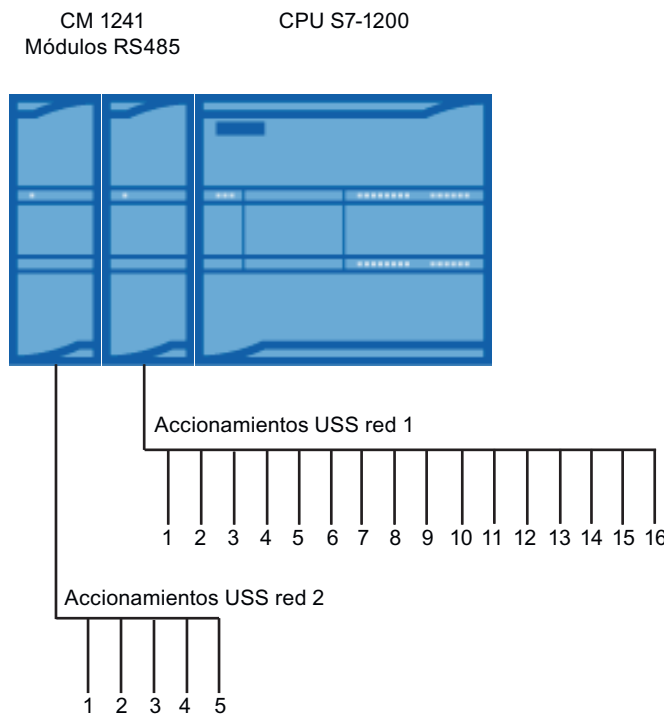 CM 1241
Módulos RS485
CPU S7-1200
Accionamientos USS red 1
1 2 3 4 5 6 7 8 9 10 11 12 13 14 15 16
Accionamientos USS red 2
1 2 3 4 5